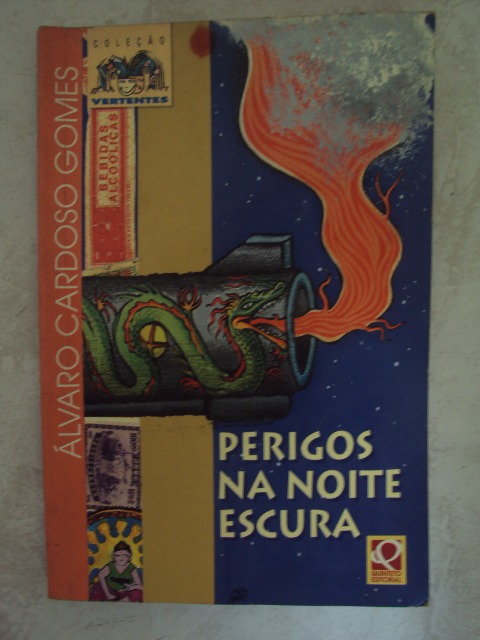 ÁLVARO CARDOSO GOMES
COLEÇÃO
VERTENTES
BEBIDAS
ALCOÓLICAS
PERIGOS
NA NOITE
ESCURA
QUINTETO
EDITORIAL